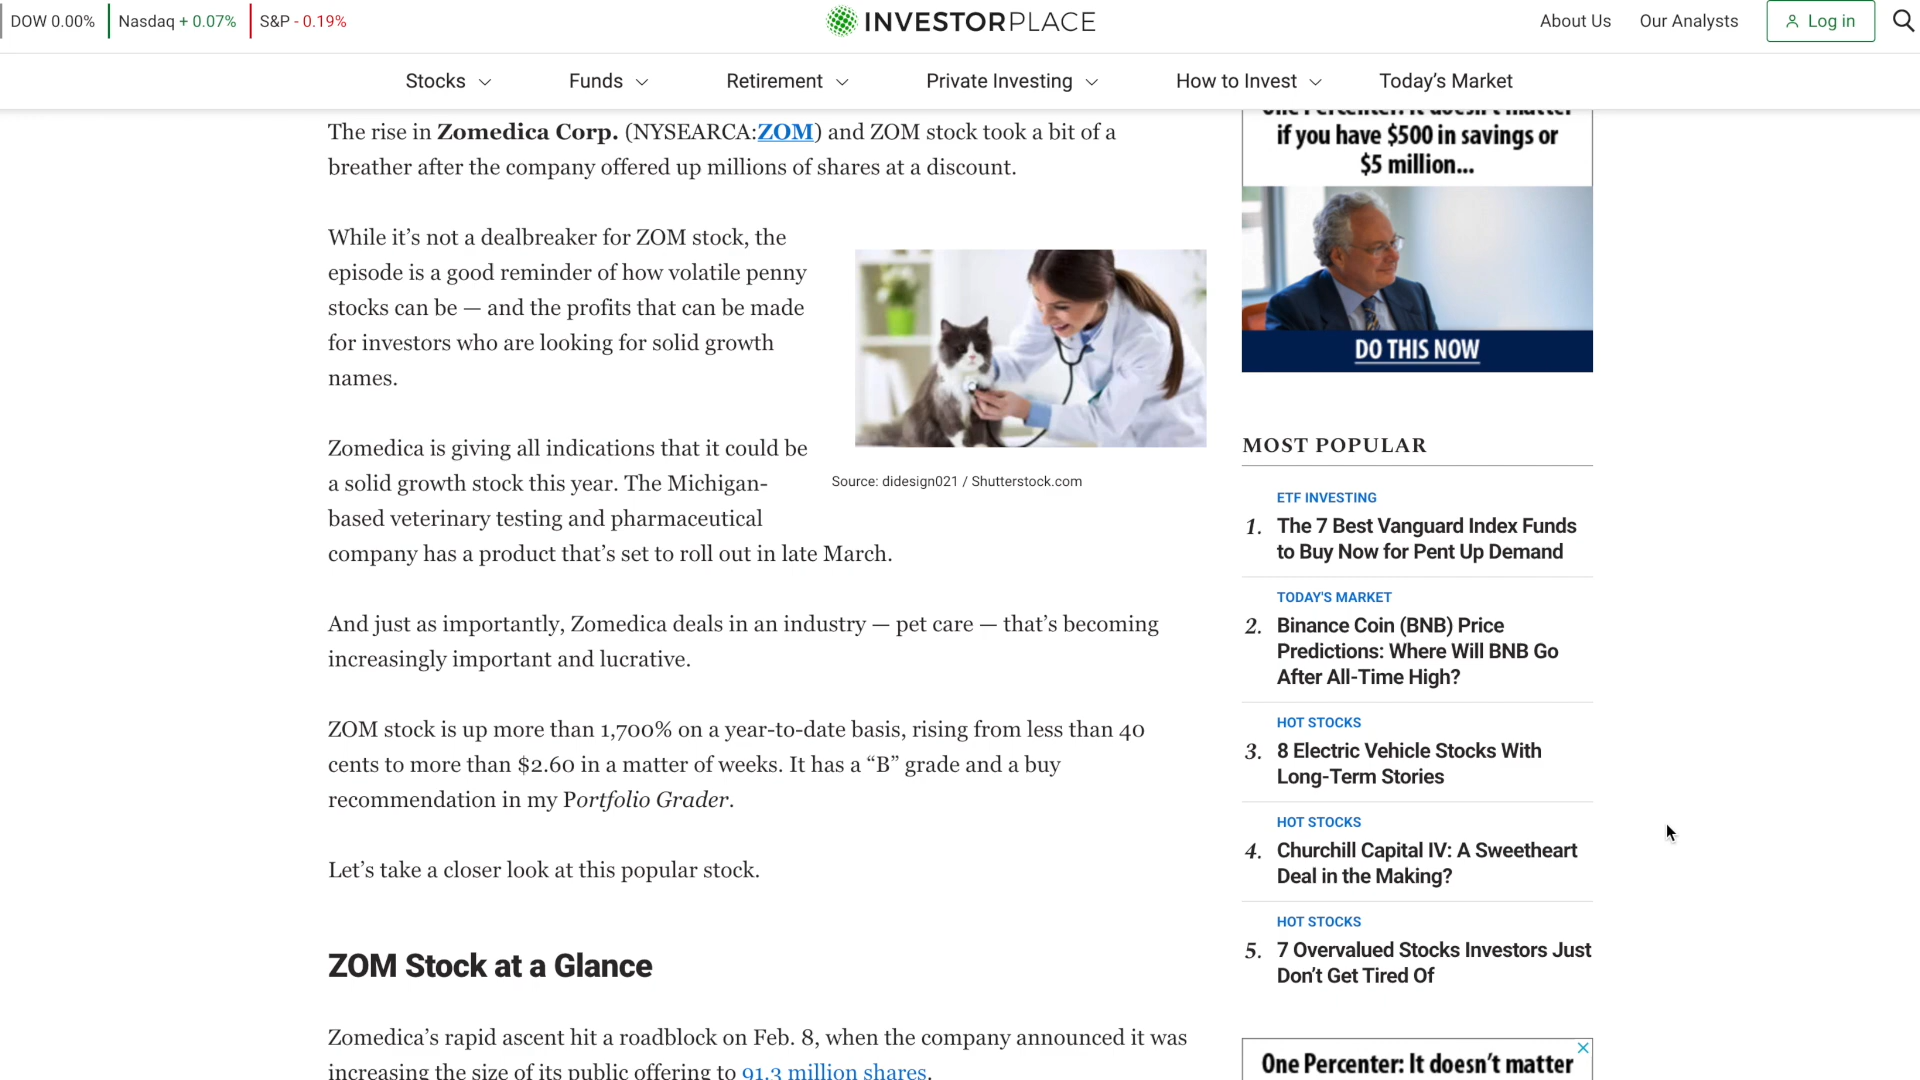 DOW 0.00% Nasdaq + 0.07% S&P - 0.19%
INVESTORPLACE
About Us Our Analysts Log in
Stocks Funds Retirement Private Investing How to Invest Today's Market
The rise in Zomedica Corp. (NYSEARCA:ZOM) and ZOM stock took a bit of a
breather after the company offered up millions of shares at a discount.
While it's not a dealbreaker for ZOM stock, the
episode is a good reminder of how volatile penny
stocks can be — and the profits that can be made
for investors who are looking for solid growth
names.
Source: didesign021 / Shutterstock.com
Zomedica is giving all indications that it could be
a solid growth stock this year. The Michigan-
based veterinary testing and pharmaceutical
company has a product that's set to roll out in late March.
And just as importantly, Zomedica deals in an industry — pet care — that's becoming
increasingly important and lucrative.
ZOM stock is up more than 1,700% on a year-to-date basis, rising from less than 40
cents to more than $2.60 in a matter of weeks. It has a “B” grade and a buy
recommendation in my Portfolio Grader.
Let's take a closer look at this popular stock.
ZOM Stock at a Glance
Zomedica's rapid ascent hit a roadblock on Feb. 8, when the company announced it was
increasing the size of its public offering to 91.3 million shares.
One Percenter: It doesn't matter
if you have $500 in savings or
$5 million...
DO THIS NOW
MOST POPULAR
ETF INVESTING
1. The 7 Best Vanguard Index Funds
to Buy Now for Pent Up Demand
TODAY'S MARKET
2. Binance Coin (BNB) Price
Predictions: Where Will BNB Go
After All-Time High?
HOT STOCKS
3. 8 Electric Vehicle Stocks With
Long-Term Stories
HOT STOCKS
4. Churchill Capital IV: A Sweetheart
Deal in the Making?
HOT STOCKS
5. 7 Overvalued Stocks Investors Just
Don't Get Tired Of
One Percenter: It doesn't matter